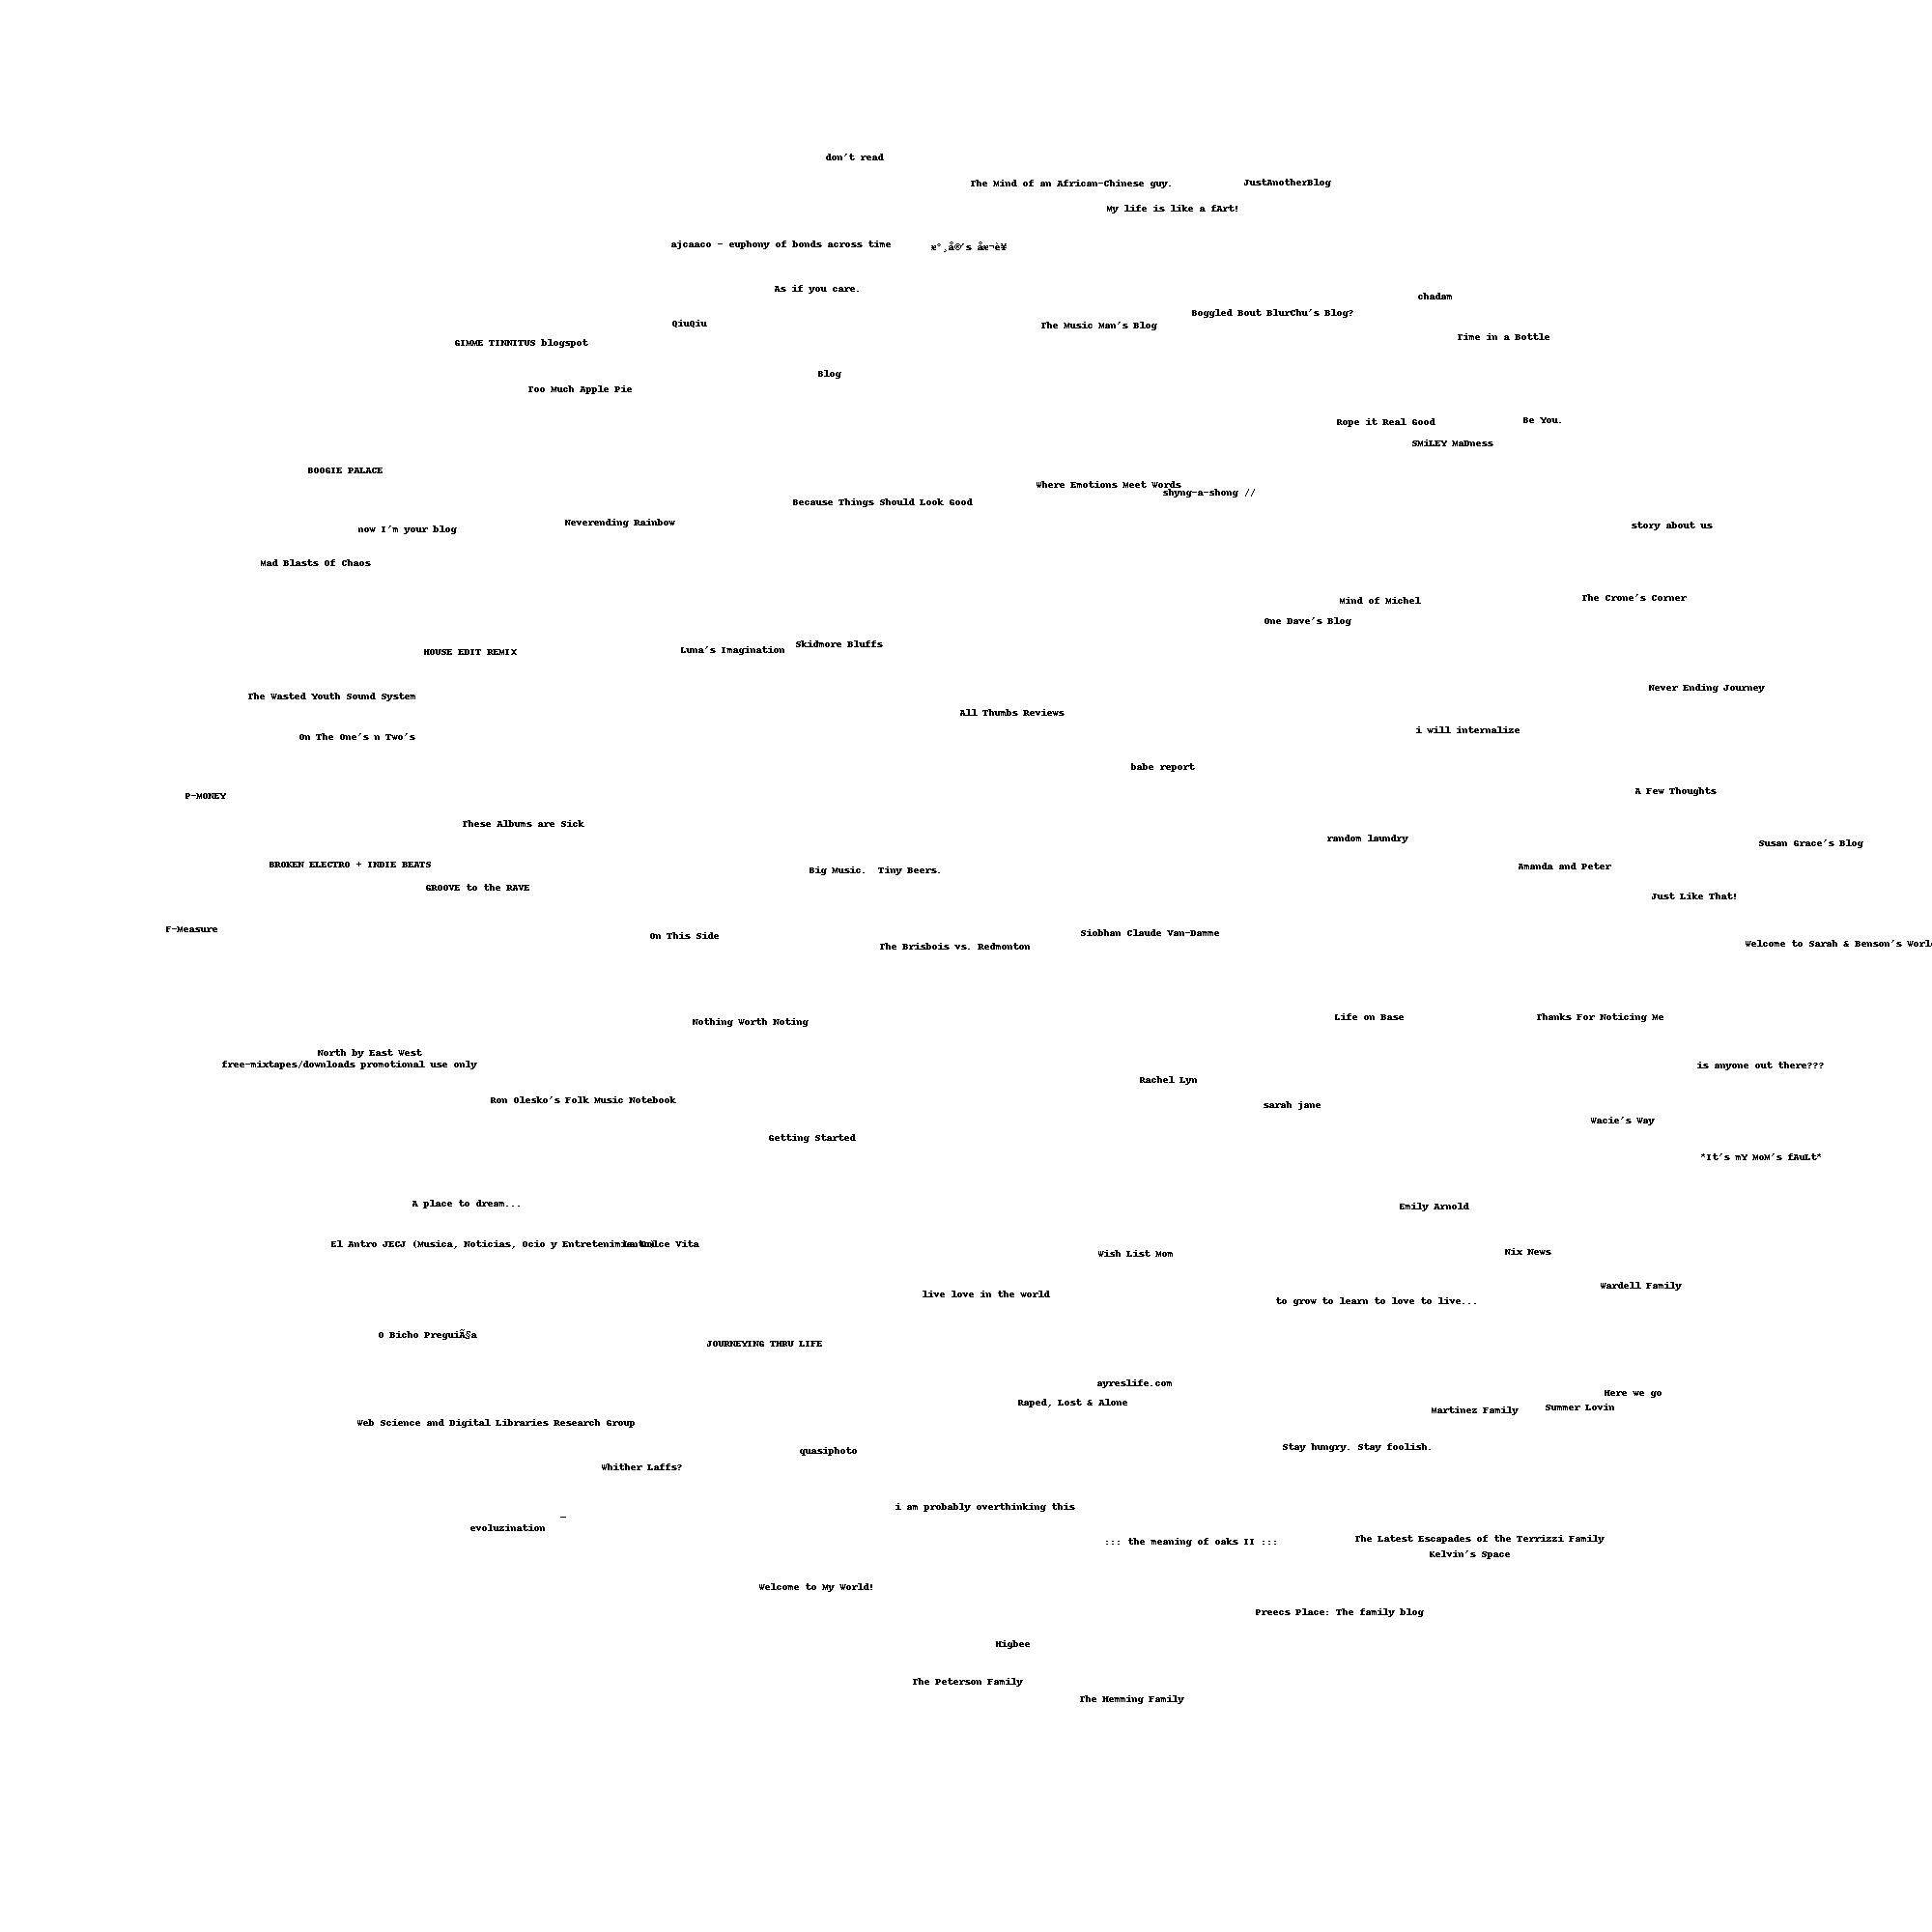 don't read
The Mind of an African-Chinese guy.
JustAnotherBlog
My life is like a fArt!
ajcaaco - euphony of bonds across time
æ°¸å®'s åæ¬è¥
As if you care.
chadam
Boggled Bout BlurChu's Blog?
QiuQiu
The Music Man's Blog
Time in a Bottle
GIMME TINNITUS blogspot
Blog
Too Much Apple Pie
Rope it Real Good
Be You.
SMiLEY MaDness
BOOGIE PALACE
Where Emotions Meet Words
shyng-a-shong //
Because Things Should Look Good
Neverending Rainbow
now I'm your blog
story about us
Mad Blasts Of Chaos
Mind of Michel
The Crone's Corner
One Dave's Blog
HOUSE EDIT REMIX
Luna's Imagination
Skidmore Bluffs
The Wasted Youth Sound System
Never Ending Journey
All Thumbs Reviews
i will internalize
On The One's n Two's
babe report
P-MONEY
A Few Thoughts
These Albums are Sick
random laundry
Susan Grace's Blog
BROKEN ELECTRO + INDIE BEATS
Big Music.  Tiny Beers.
Amanda and Peter
GROOVE to the RAVE
Just Like That!
F-Measure
On This Side
The Brisbois vs. Redmonton
Siobhan Claude Van-Damme
Welcome to Sarah & Benson's Worl
Nothing Worth Noting
Life on Base
Thanks For Noticing Me
North by East West
free-mixtapes/downloads promotional use only
is anyone out there???
Rachel Lyn
Ron Olesko's Folk Music Notebook
sarah jane
Wacie's Way
Getting Started
*It's mY MoM's fAuLt*
A place to dream...
Emily Arnold
El Antro JECJ (Musica, Noticias, Ocio y Entretenimiento)
Vita
Wish List Mom
Nix News
Wardell Family
live love in the world
to grow to learn to love to live...
O Bicho PreguiÃ§a
JOURNEYING THRU LIFE
ayreslife.com
Raped, Lost & Alone
Here we go
Martinez Family
Summer Lovin
Web Science and Digital Libraries Research Group
quasiphoto
Stay hungry. Stay foolish.
Whither Laffs?
i am probably overthinking this
—
evoluzination
::: the meaning of oaks II :::
The Latest Escapades of the Terrizzi Family
Kelvin's Space
Welcome to My World!
Preecs Place: The family blog
Higbee
The Peterson Family
The Hemming Family